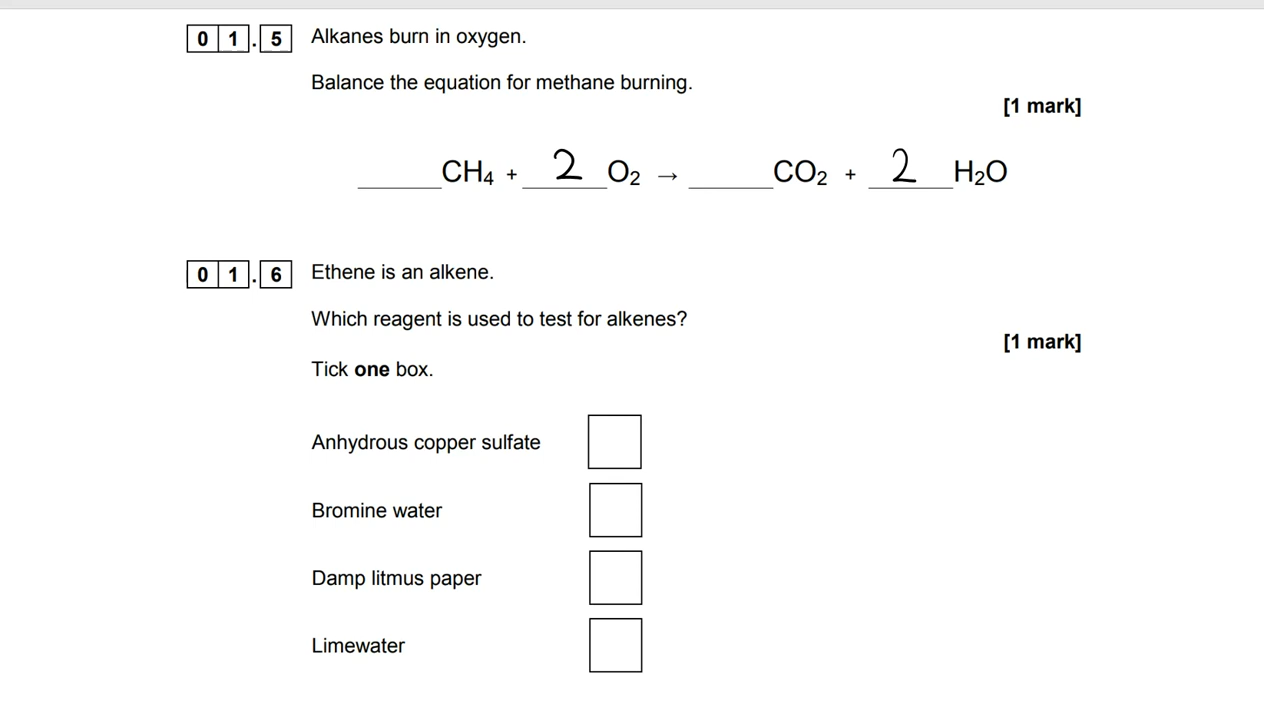 0 1 . 5 Alkanes burn in oxygen.
Balance the equation for methane burning.
[1 mark]
______CH4 + 2 O2 → ______CO2 + 2 H2O
0 1 . 6 Ethene is an alkene.
Which reagent is used to test for alkenes?
[1 mark]
Tick one box.
Anhydrous copper sulfate
Bromine water
Damp litmus paper
Limewater